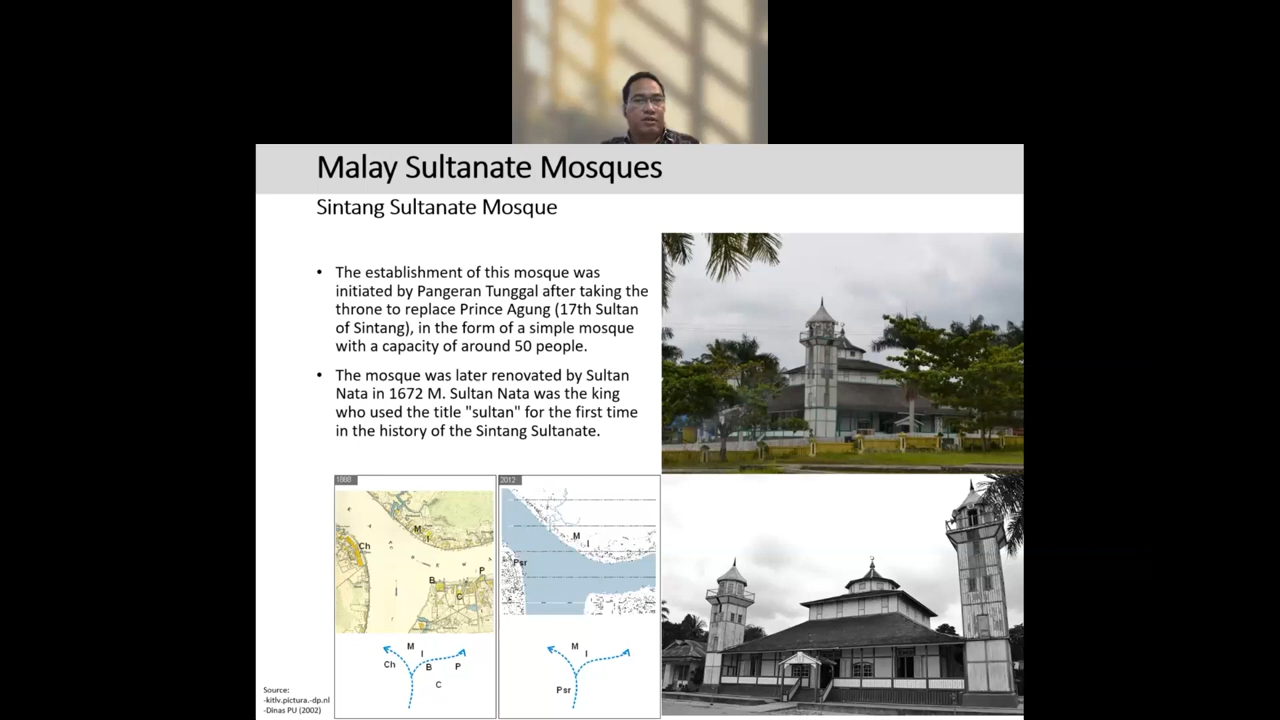 Malay Sultanate Mosques
Sintang Sultanate Mosque
• The establishment of this mosque was
initiated by Pangeran Tunggal after taking the
throne to replace Prince Agung (17th Sultan
of Sintang), in the form of a simple mosque
with a capacity of around 50 people.
• The mosque was later renovated by Sultan
Nata in 1672 M. Sultan Nata was the king
who used the title "sultan" for the first time
in the history of the Sintang Sultanate.
2012
M
I
Ch
B
P
C
M
I
Psr
M
I
Ch
B
P
C
M
I
Psr
Source:
-kitlv.pictura.-dp.nl
-Dinas PU (2002)